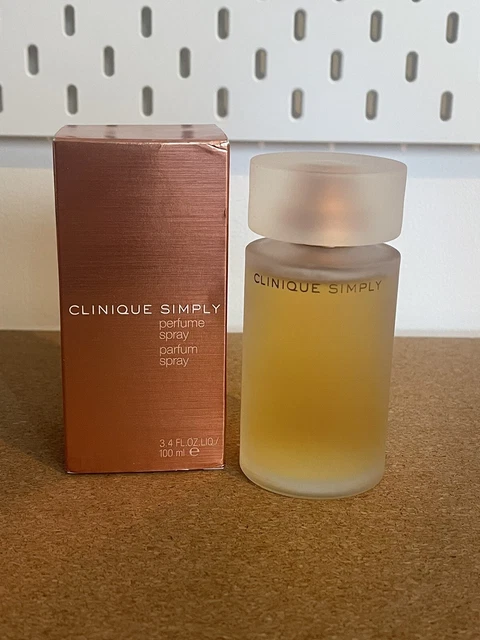 CLINIQUE SIMPLY
perfume
spray
parfum
spray
3.4 FL.OZ.LIQ/
100 ml ℮
CLINIQUE SIMPLY